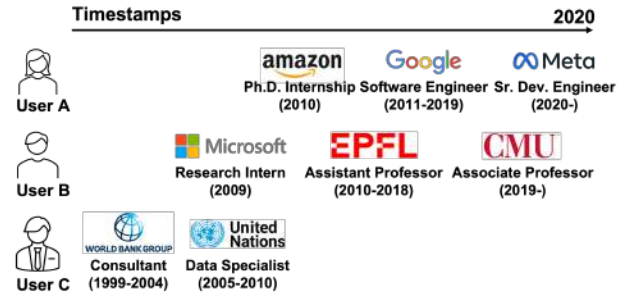 Timestamps 2020
amazon Google Meta
Ph.D. Internship Software Engineer Sr. Dev. Engineer
User A (2010) (2011-2019) (2020-)
Microsoft EPFL CMU
Research Intern Assistant Professor Associate Professor
User B (2009) (2010-2018) (2019-)
WORLD BANK GROUP United Nations
Consultant Data Specialist
User C (1999-2004) (2005-2010)